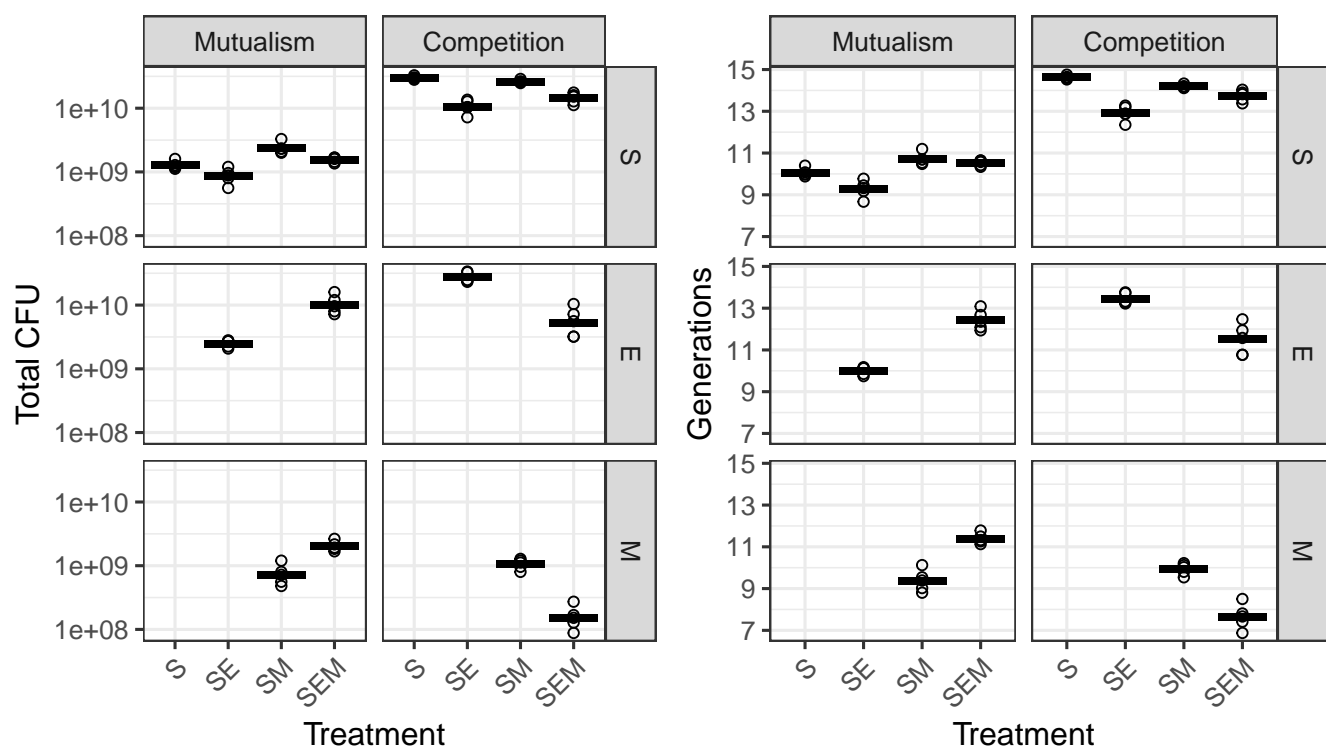 Mutualism Competition
Total CFU
1e+10
1e+09
1e+08
S
1e+10
1e+09
1e+08
E
1e+10
1e+09
1e+08
M
S SE SM SEM S SE SM SEM
Treatment
Mutualism Competition
Generations
15
13
11
9
7
S
15
13
11
9
7
E
15
13
11
9
7
M
S SE SM SEM S SE SM SEM
Treatment